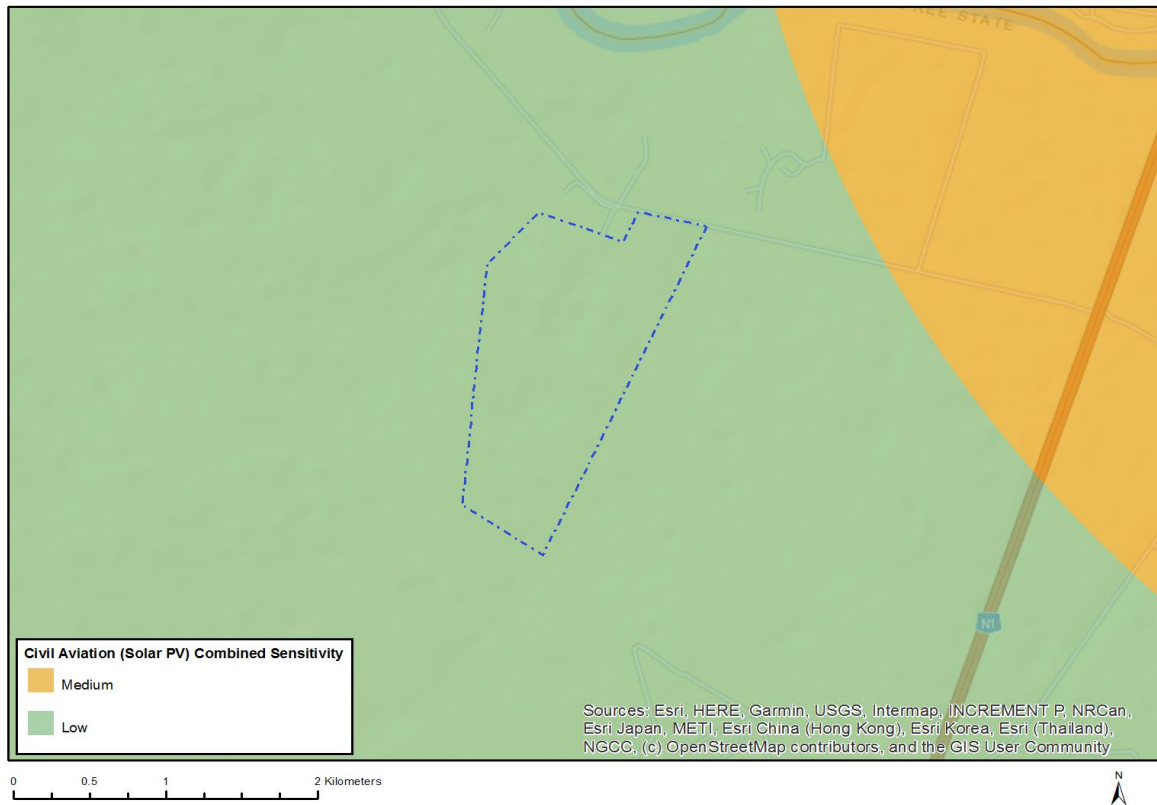 FREE STATE
N1
Civil Aviation (Solar PV) Combined Sensitivity
Medium
Low
Sources: Esri, HERE, Garmin, USGS, Intermap, INCREMENT P, NRCan,
Esri Japan, METI, Esri China (Hong Kong), Esri Korea, Esri (Thailand),
NGCC, (c) OpenStreetMap contributors, and the GIS User Community
0 0.5 1 2 Kilometers
N